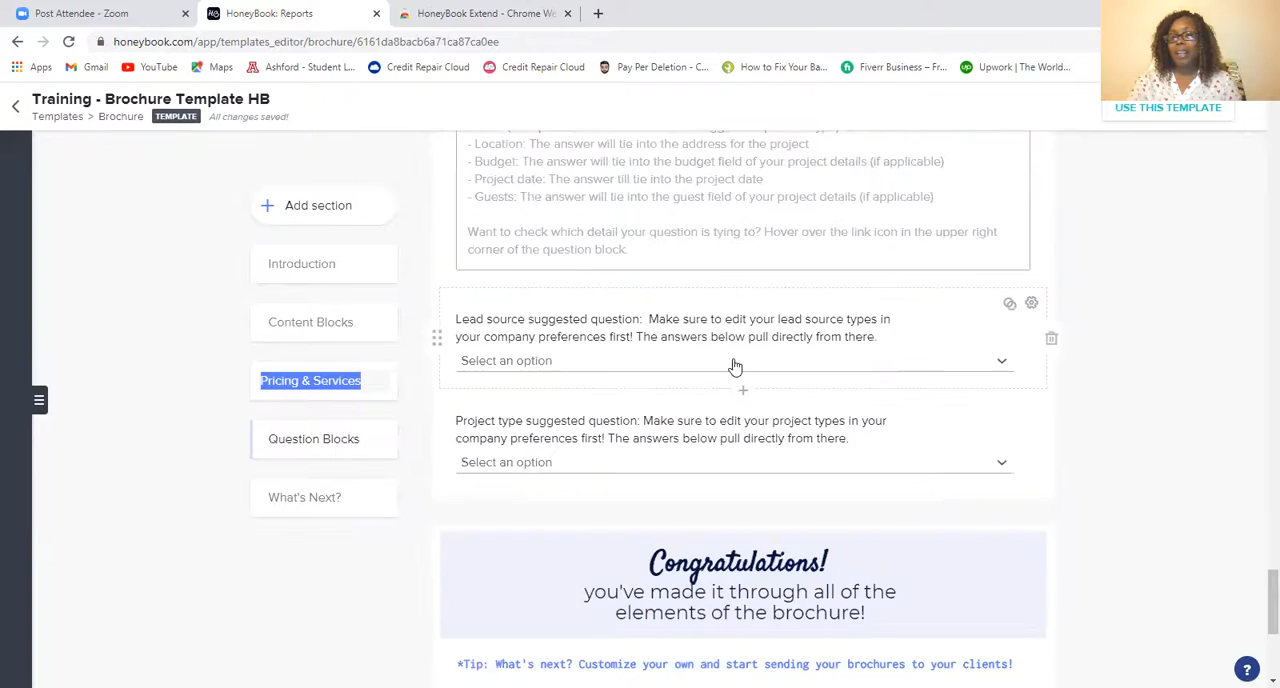 Post Attendee - Zoom
HoneyBook: Reports
HoneyBook Extend - Chrome We
honeybook.com/app/templates_editor/brochure/6161da8bacb6a71ca87ca0ee
Apps
Gmail
YouTube
Maps
Ashford - Student L...
Credit Repair Cloud
Credit Repair Cloud
Pay Per Deletion - C...
How to Fix Your Ba...
Fiverr Business – Fr...
Upwork | The World...
Training - Brochure Template HB
Templates > Brochure TEMPLATE All changes saved!
USE THIS TEMPLATE
- Location: The answer will tie into the address for the project
- Budget: The answer will tie into the budget field of your project details (if applicable)
- Project date: The answer till tie into the project date
- Guests: The answer will tie into the guest field of your project details (if applicable)
Want to check which detail your question is tying to? Hover over the link icon in the upper right
corner of the question block.
Add section
Introduction
Content Blocks
Pricing & Services
Question Blocks
What's Next?
Lead source suggested question: Make sure to edit your lead source types in
your company preferences first! The answers below pull directly from there.
Select an option
Project type suggested question: Make sure to edit your project types in your
company preferences first! The answers below pull directly from there.
Select an option
Congratulations!
you've made it through all of the
elements of the brochure!
*Tip: What's next? Customize your own and start sending your brochures to your clients!
?